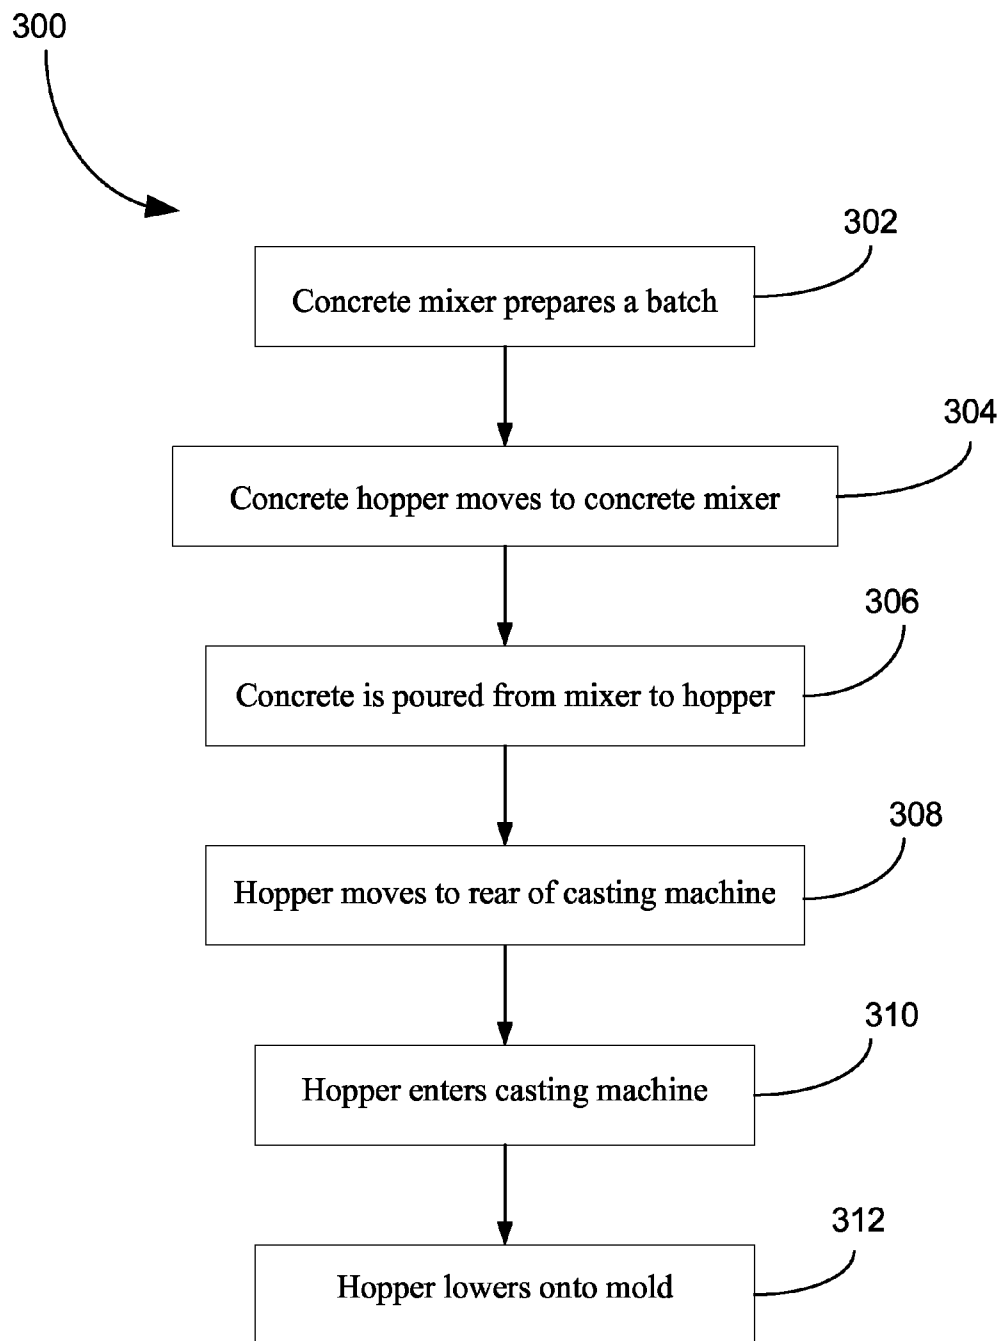 300
302
Concrete mixer prepares a batch
304
Concrete hopper moves to concrete mixer
306
Concrete is poured from mixer to hopper
308
Hopper moves to rear of casting machine
310
Hopper enters casting machine
312
Hopper lowers onto mold